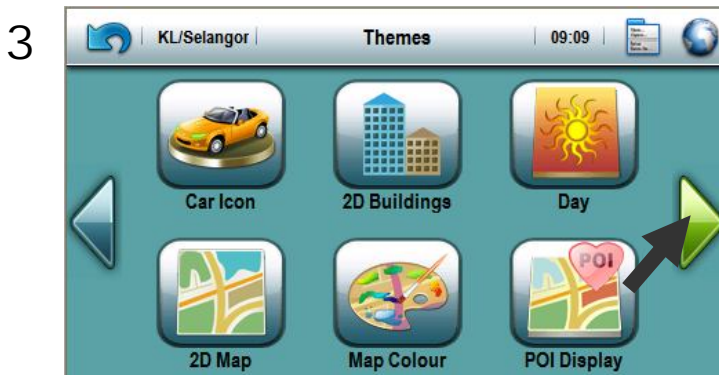 3
KL/Selangor Themes 09:09
Car Icon 2D Buildings Day
POI
2D Map Map Colour POI Display